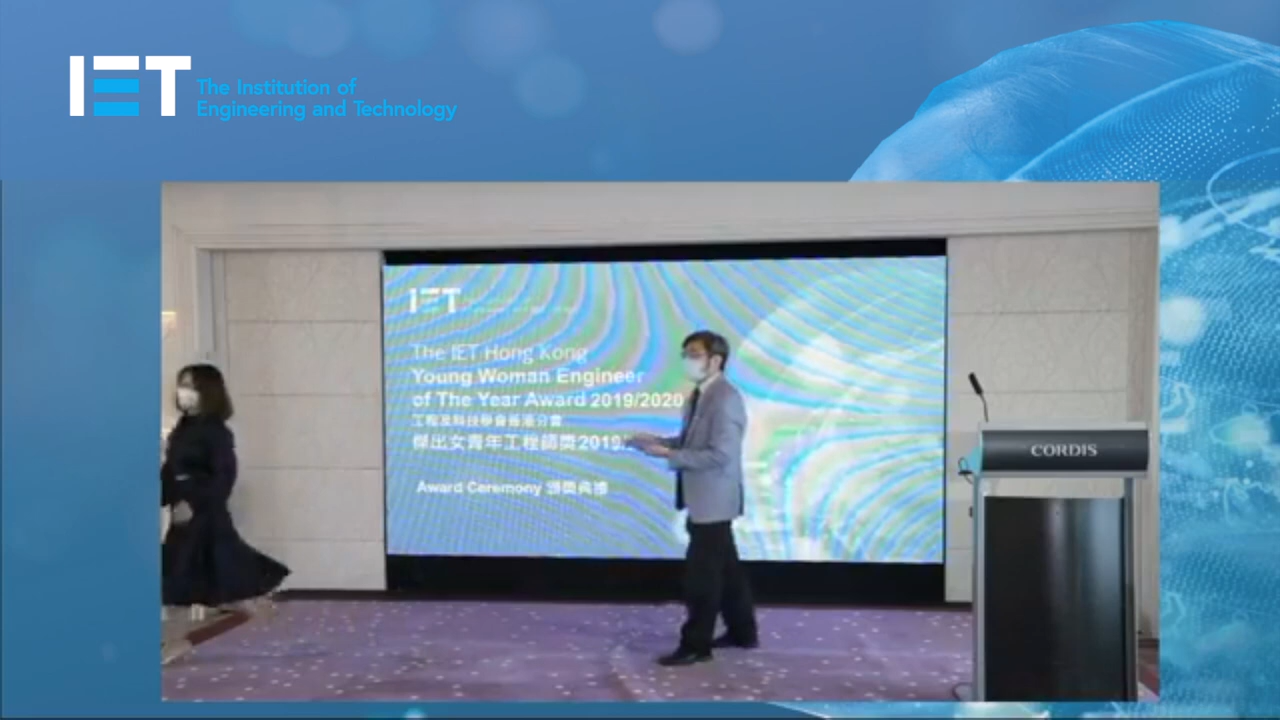 IET
The Institution of
Engineering and Technology
IET
The IET Hong Kong
Young Woman Engineer
of The Year Award 2019/2020
工程及科技學會香港分會
傑出女青年工程師獎2019/
Award Ceremony 頒獎典禮
CORDIS